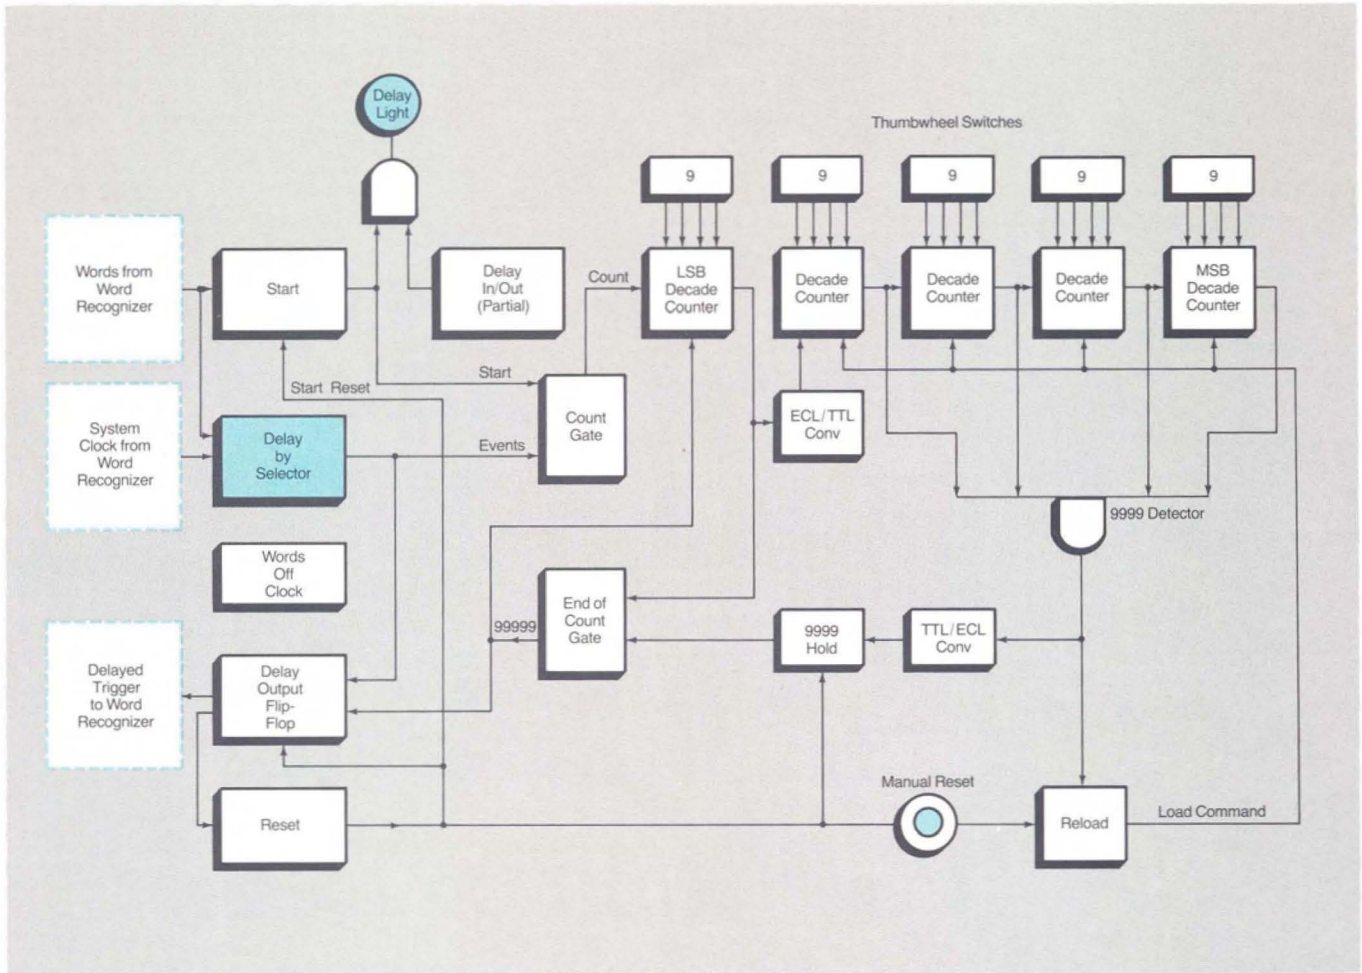 Delay
Light
Thumbwheel Switches
9
9
9
9
9
Words from
Word
Recognizer
Start
Delay
In/Out
(Partial)
Count
LSB
Decade
Counter
Decade
Counter
Decade
Counter
Decade
Counter
MSB
Decade
Counter
Start Reset
Start
System
Clock from
Word
Recognizer
Delay
by
Selector
Events
Count
Gate
ECL/TTL
Conv
9999 Detector
Words
Off
Clock
Delayed
Trigger
to Word
Recognizer
Delay
Output
Flip-
Flop
99999
End of
Count
Gate
9999
Hold
TTL/ECL
Conv
Reset
Manual Reset
Reload
Load Command